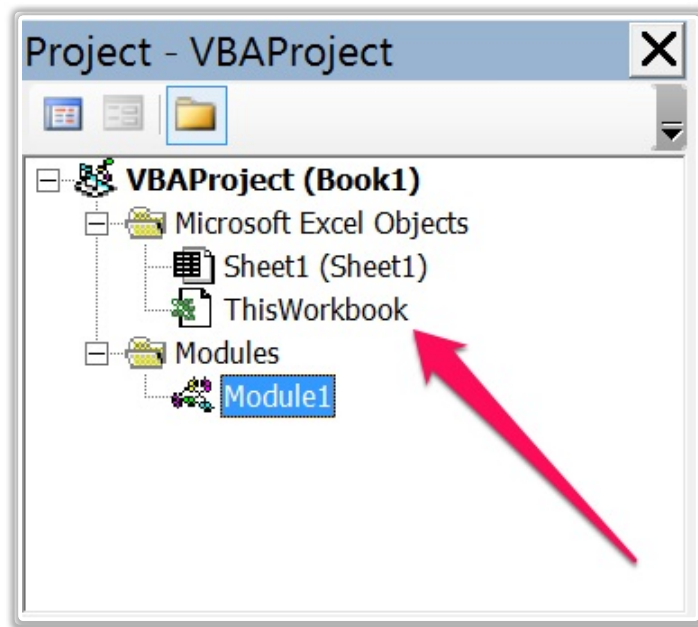 Project - VBAProject
VBAProject (Book1)
Microsoft Excel Objects
Sheet1 (Sheet1)
ThisWorkbook
Modules
Module1